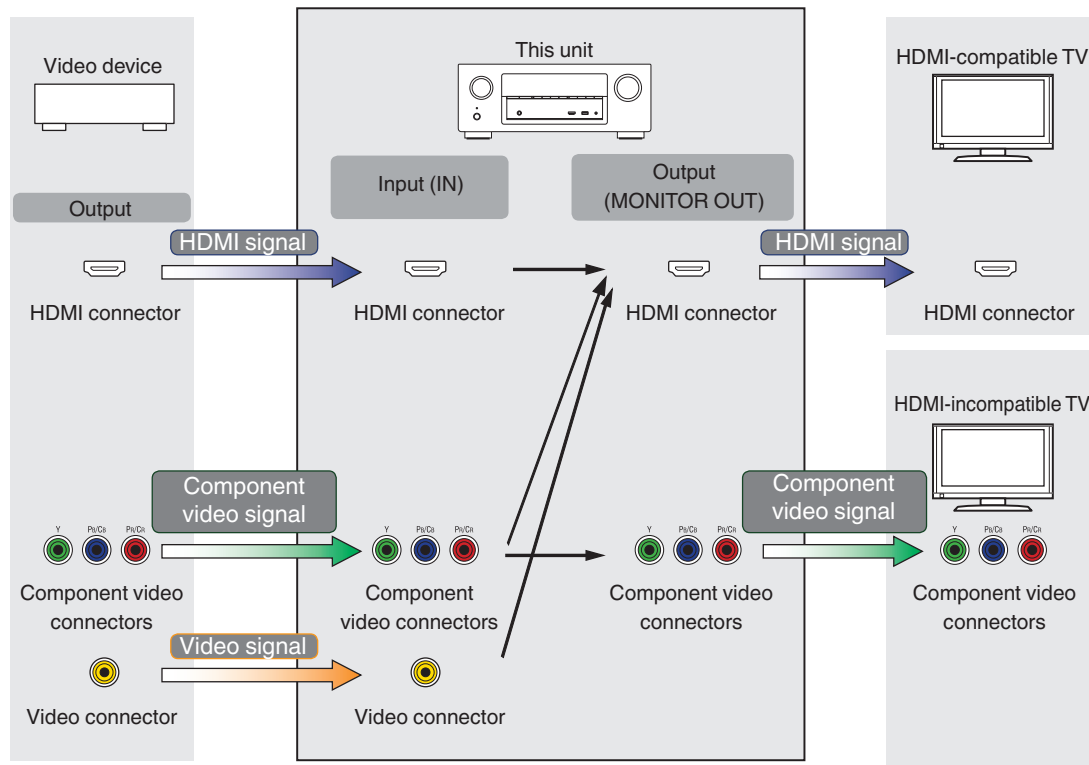 Video device
Output
HDMI signal
HDMI connector
Component
video signal
Y PB/CB PR/CR
Component video
connectors
Video signal
Video connector
This unit
Input (IN)
HDMI connector
Y PB/CB PR/CR
Component
video connectors
Video connector
Output
(MONITOR OUT)
HDMI connector
Y PB/CB PR/CR
Component video
connectors
HDMI signal
Component
video signal
HDMI-compatible TV
HDMI connector
HDMI-incompatible TV
Y PB/CB PR/CR
Component video
connectors